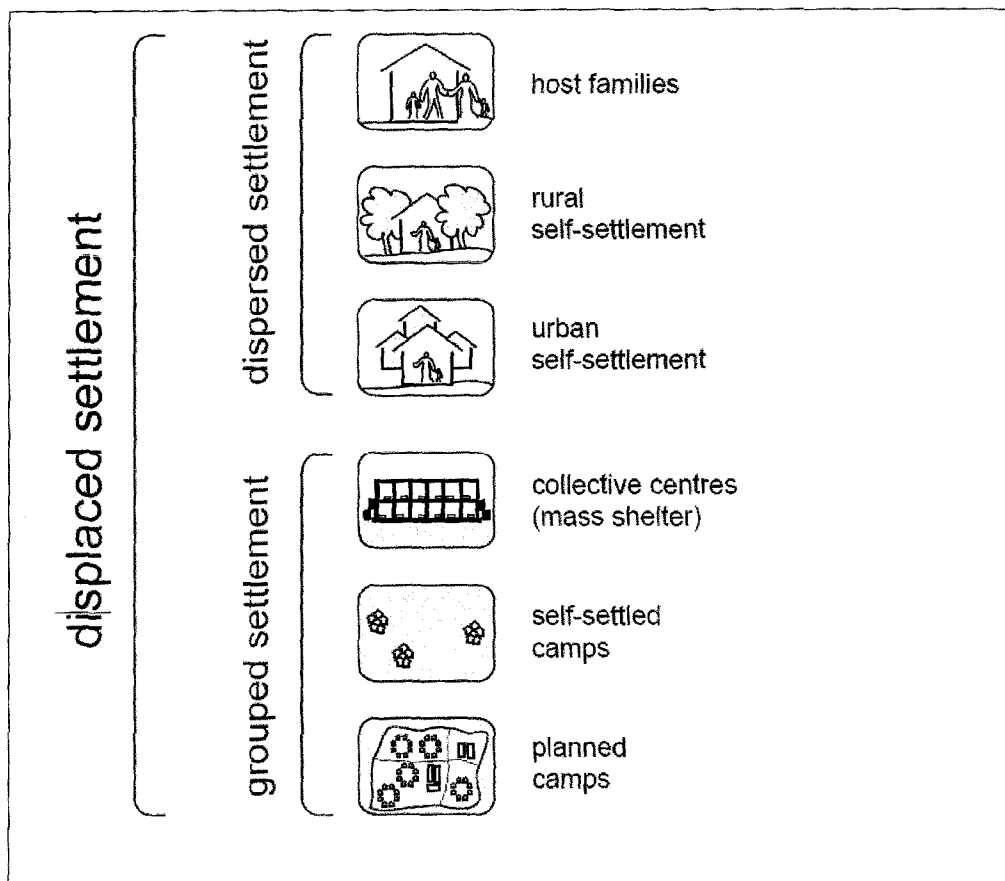 displaced settlement
dispersed settlement
host families
rural
self-settlement
urban
self-settlement
grouped settlement
collective centres
(mass shelter)
self-settled
camps
planned
camps